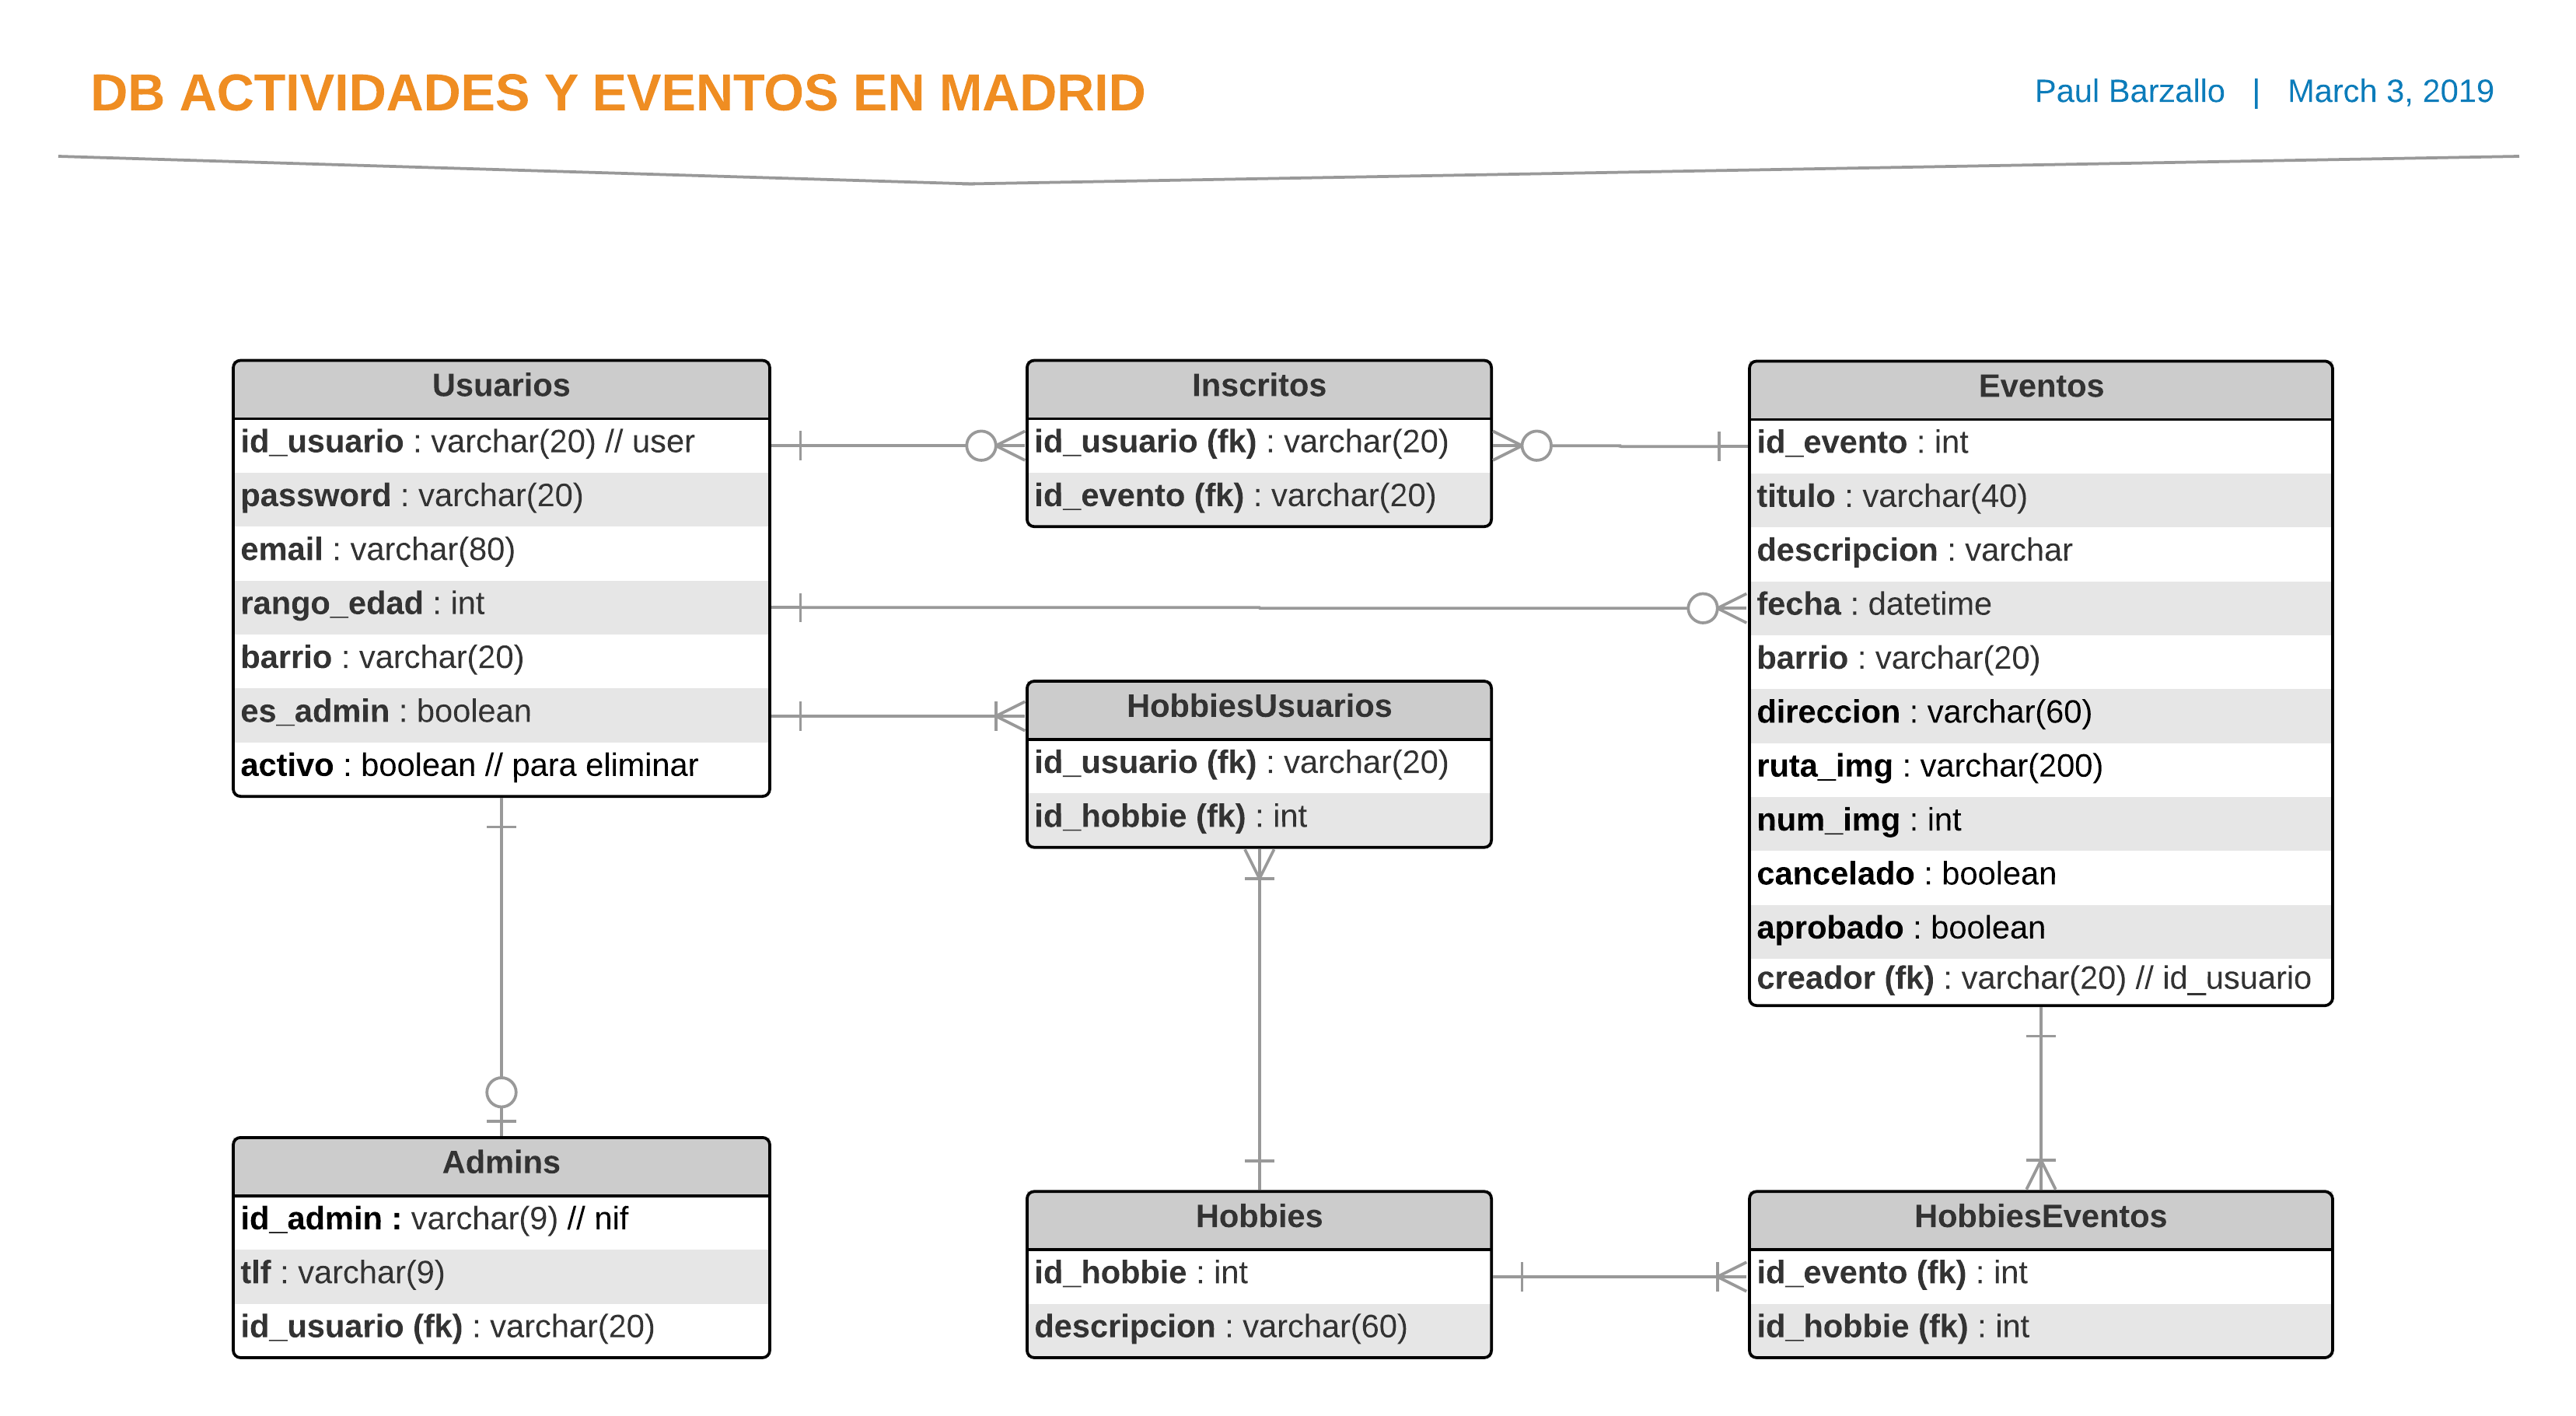 DB ACTIVIDADES Y EVENTOS EN MADRID
Paul Barzallo | March 3, 2019
Usuarios
id_usuario : varchar(20) // user
password : varchar(20)
email : varchar(80)
rango_edad : int
barrio : varchar(20)
es_admin : boolean
activo : boolean // para eliminar
Inscritos
id_usuario (fk) : varchar(20)
id_evento (fk) : varchar(20)
Eventos
id_evento : int
titulo : varchar(40)
descripcion : varchar
fecha : datetime
barrio : varchar(20)
direccion : varchar(60)
ruta_img : varchar(200)
num_img : int
cancelado : boolean
aprobado : boolean
creador (fk) : varchar(20) // id_usuario
HobbiesUsuarios
id_usuario (fk) : varchar(20)
id_hobbie (fk) : int
Admins
id_admin : varchar(9) // nif
tlf : varchar(9)
id_usuario (fk) : varchar(20)
Hobbies
id_hobbie : int
descripcion : varchar(60)
HobbiesEventos
id_evento (fk) : int
id_hobbie (fk) : int